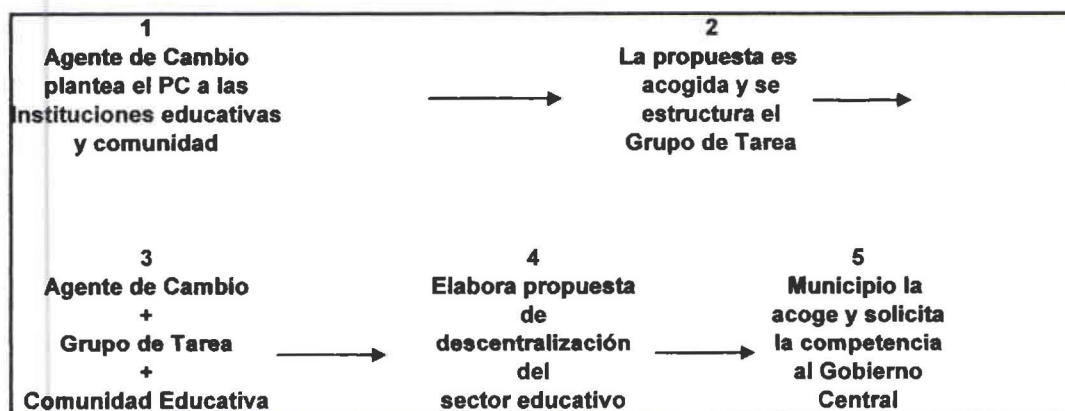 1
Agente de Cambio
plantea el PC a las
Instituciones educativas
y comunidad
2
La propuesta es
acogida y se
estructura el
Grupo de Tarea
3
Agente de Cambio
+
Grupo de Tarea
+
Comunidad Educativa
4
Elabora propuesta
de
descentralización
del
sector educativo
5
Municipio la
acoge y solicita
la competencia
al Gobierno
Central